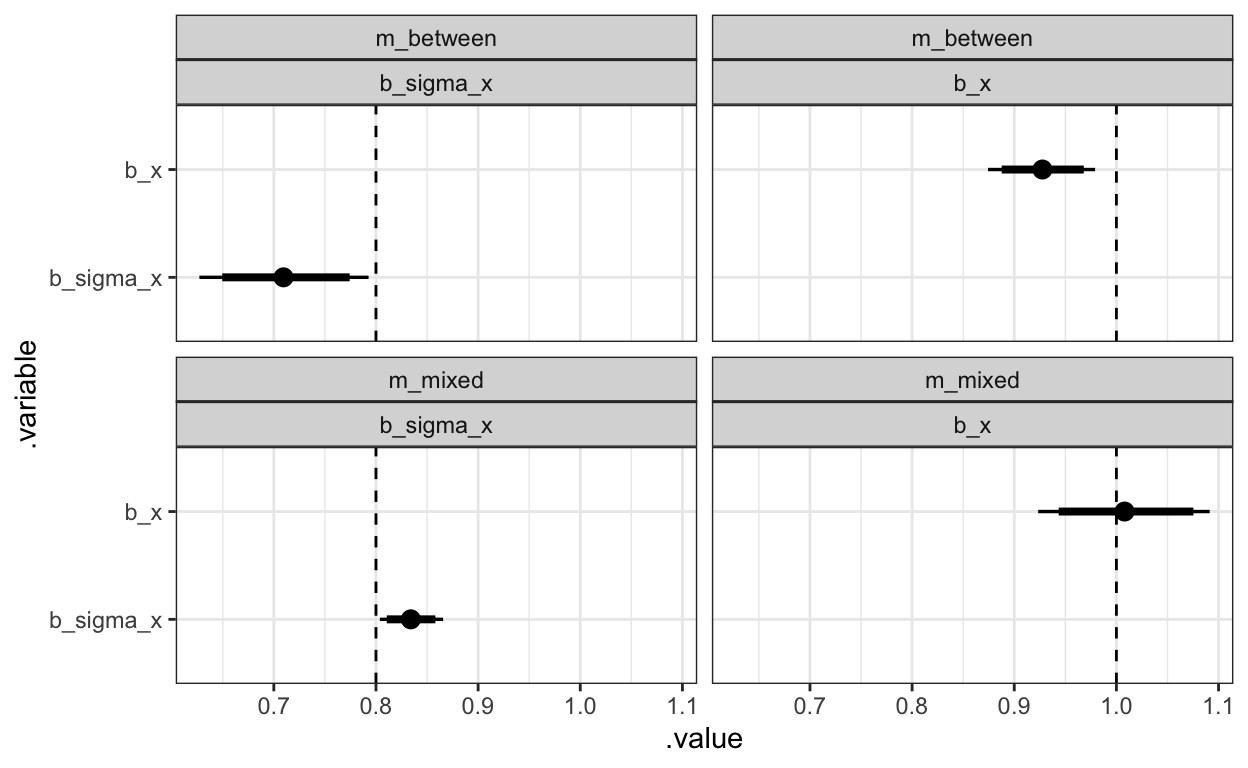 m_between
m_between
b_sigma_x
b_x
b_x
b_sigma_x
m_mixed
m_mixed
b_sigma_x
b_x
b_x
b_sigma_x
0.7 0.8 0.9 1.0 1.1
0.7 0.8 0.9 1.0 1.1
.value
.variable